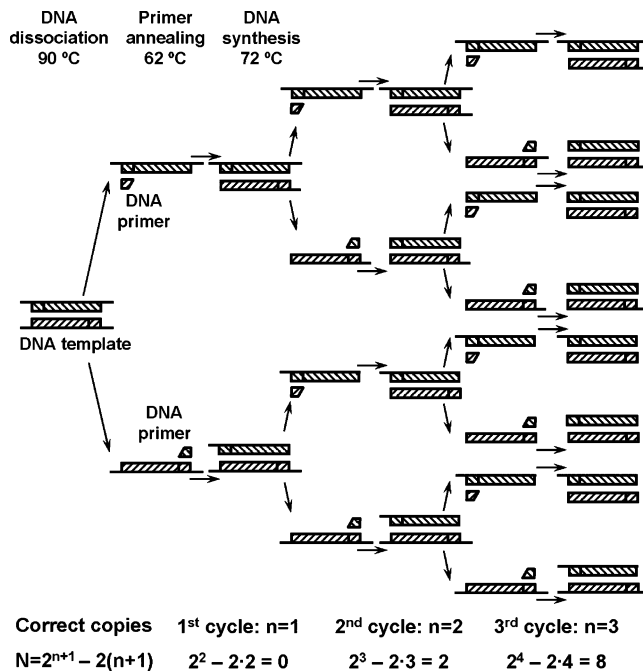 DNA dissociation 90 ºC
Primer annealing 62 ºC
DNA synthesis 72 ºC
DNA primer
DNA template
DNA primer
Correct copies 1st cycle: n=1 2nd cycle: n=2 3rd cycle: n=3
N=2ⁿ⁺¹ – 2(n+1) 2² – 2·2 = 0 2³ – 2·3 = 2 2⁴ – 2·4 = 8